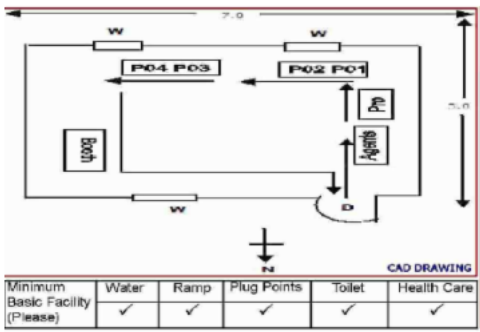 7.0
W
W
P04 P03
P02 P01
Pro
5.0
Booth
Agents
W
D
N
CAD DRAWING
Minimum Basic Facility (Please)
Water
Ramp
Plug Points
Toilet
Health Care
✓ ✓ ✓ ✓ ✓